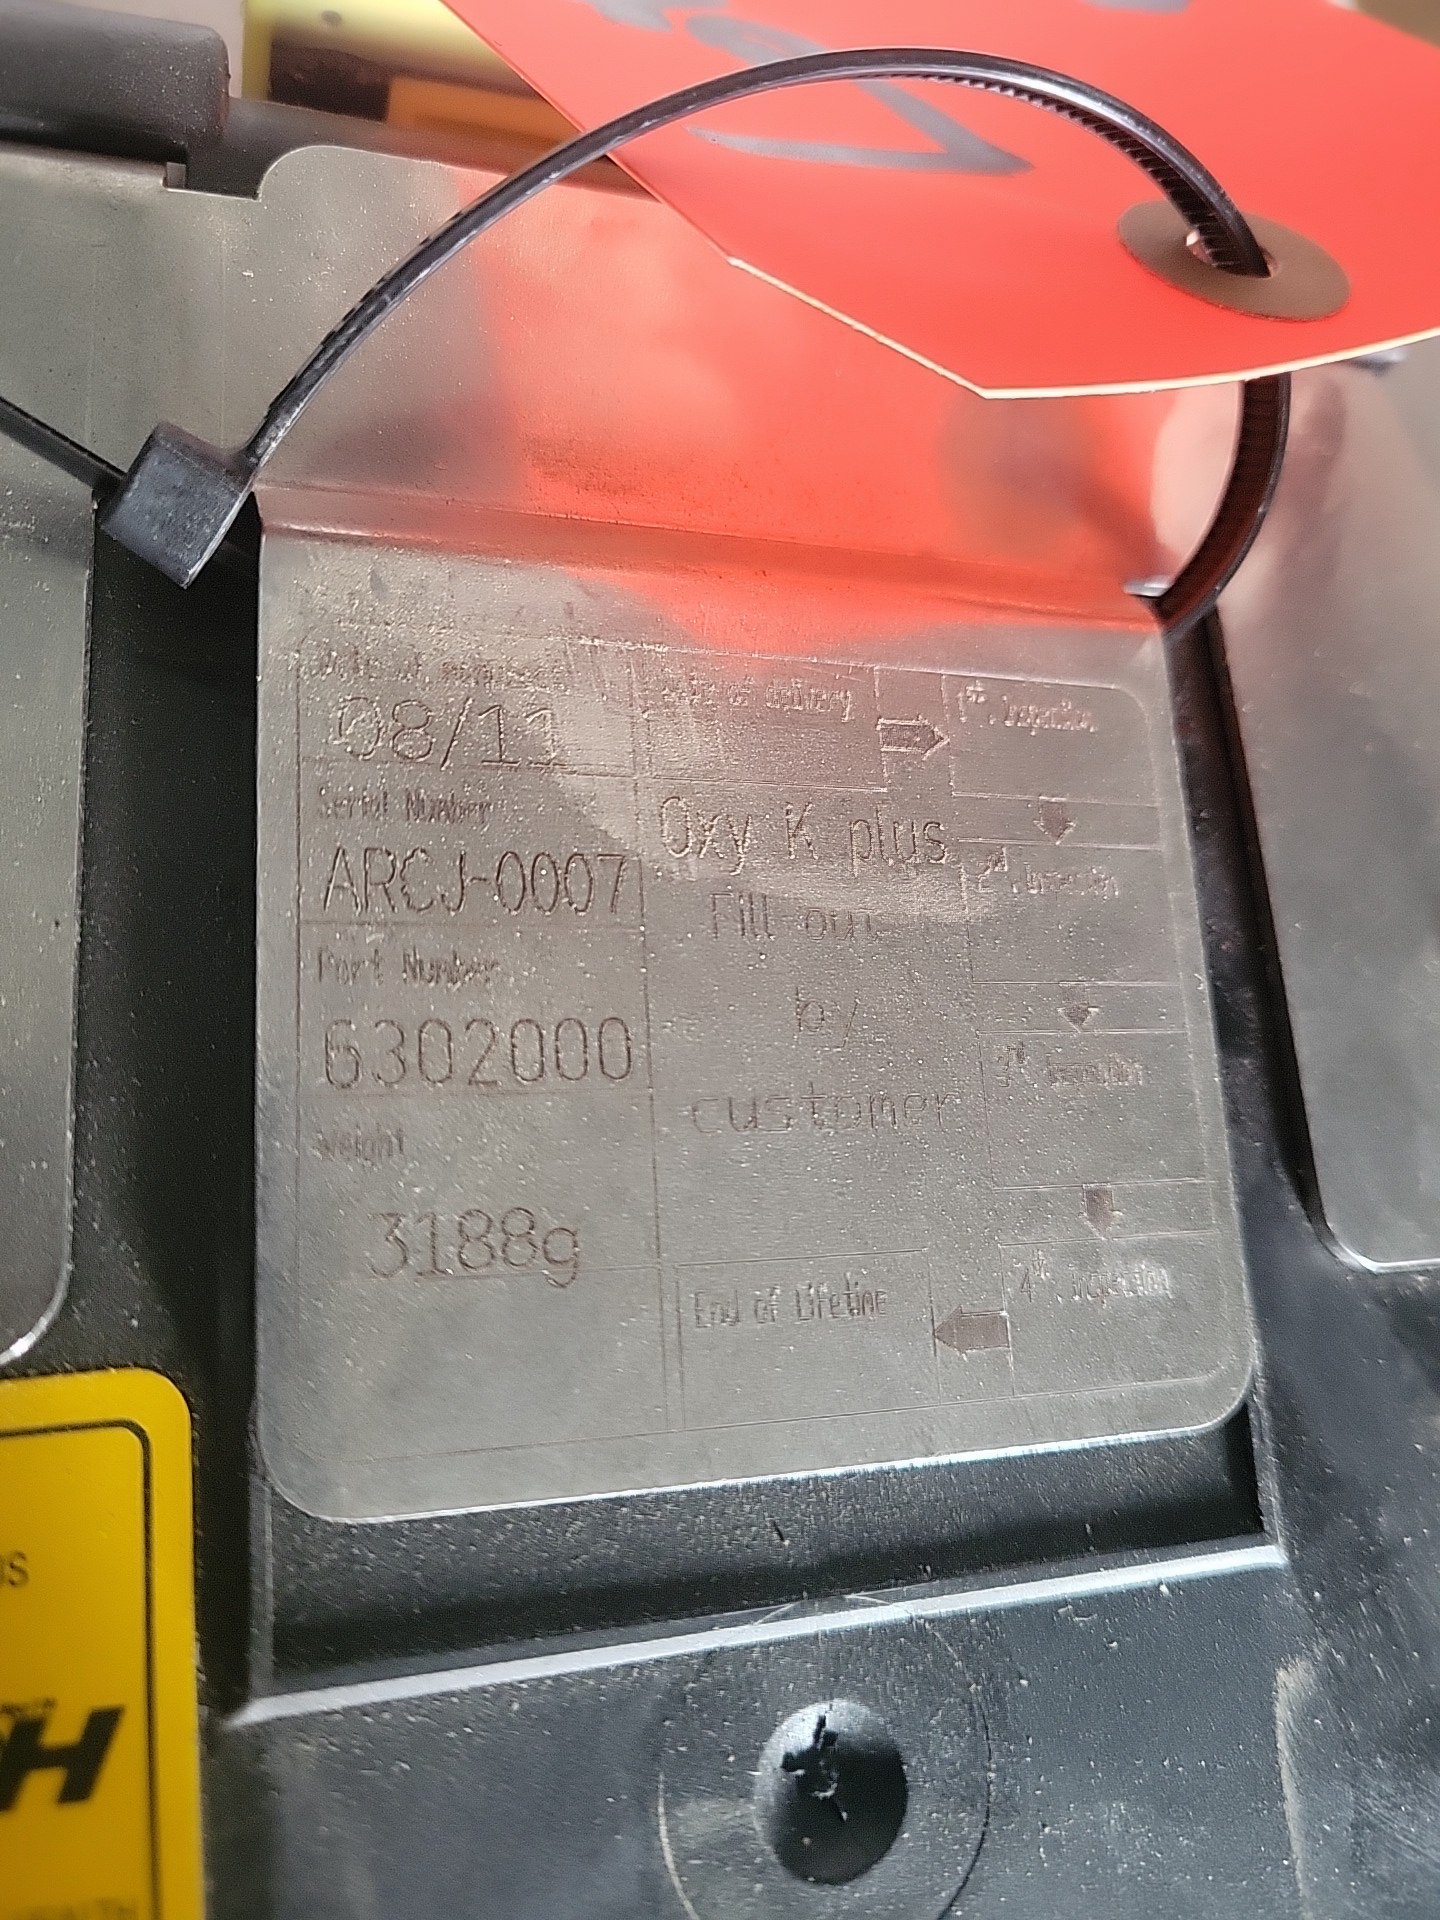 08/11
Date of delivery
1st. Inspection
Serial Number
ARCJ-0007
Oxy K plus
Fill out
by
customer
2nd. Inspection
Part Number
6302000
3rd. Inspection
Weight
3188g
End of Lifetime
4th. Inspection